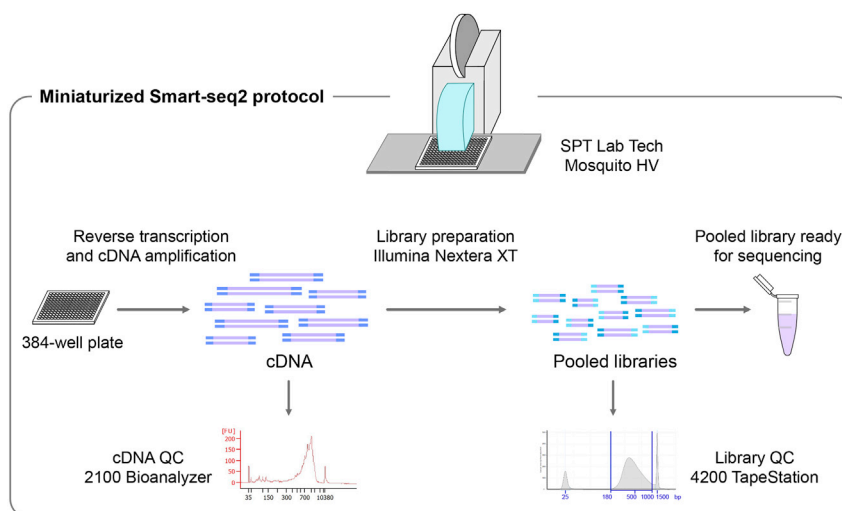 Miniaturized Smart-seq2 protocol
SPT Lab Tech
Mosquito HV
Reverse transcription
and cDNA amplification
Library preparation
Illumina Nextera XT
Pooled library ready
for sequencing
384-well plate
cDNA
Pooled libraries
cDNA QC
2100 Bioanalyzer
[FU]
200
150
100
50
0
35 150 300 700 10380
25 180 500 1000 1500 bp
Library QC
4200 TapeStation